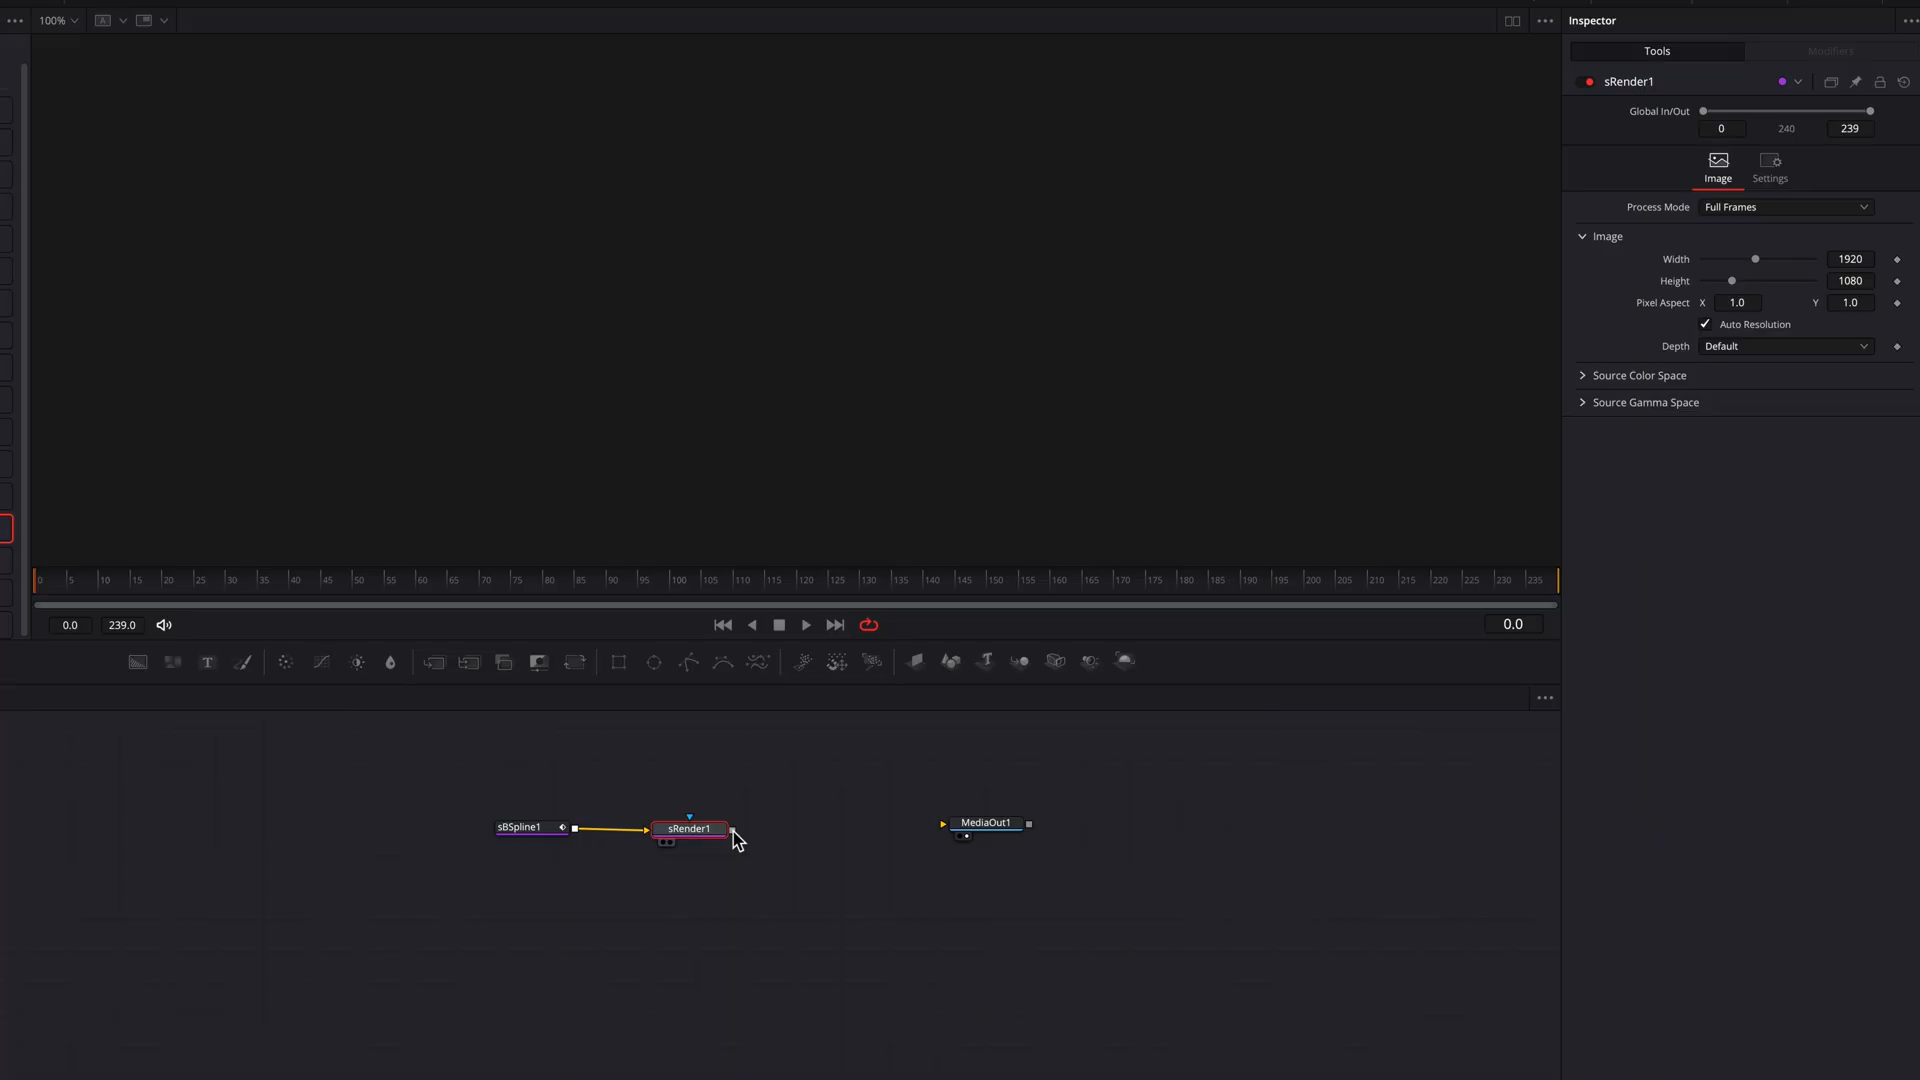 100%
A
Inspector
Tools
Modifiers
sRender1
Global In/Out
0
240
239
Image
Settings
Process Mode
Full Frames
Image
Width
1920
Height
1080
Pixel Aspect
X
1.0
Y
1.0
Auto Resolution
Depth
Default
Source Color Space
Source Gamma Space
0 5 10 15 20 25 30 35 40 45 50 55 60 65 70 75 80 85 90 95 100 105 110 115 120 125 130 135 140 145 150 155 160 165 170 175 180 185 190 195 200 205 210 215 220 225 230 235
0.0
239.0
0.0
T
T
sBSpline1
sRender1
MediaOut1